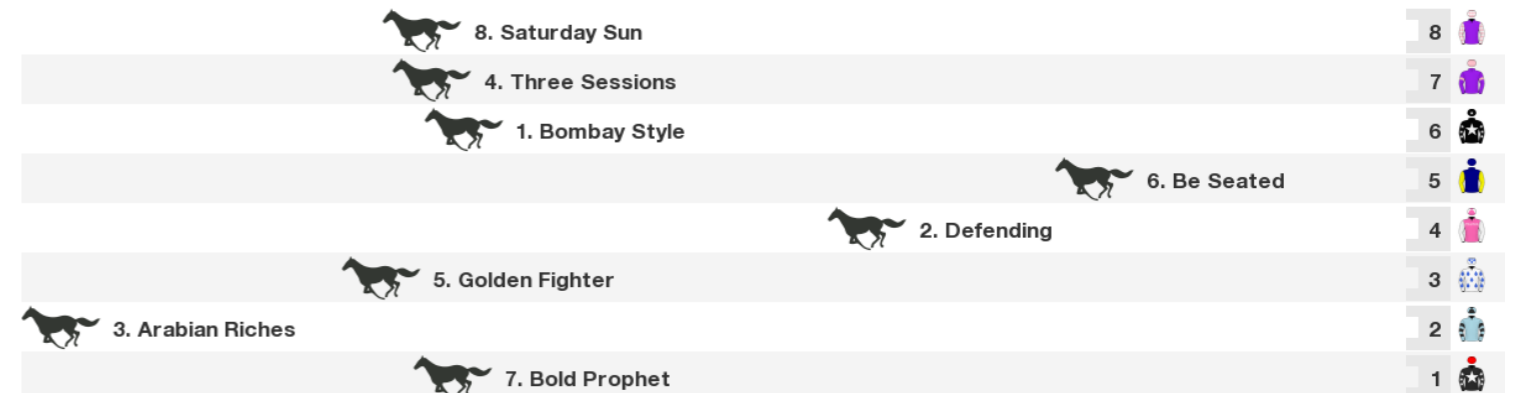 8. Saturday Sun 8
4. Three Sessions 7
1. Bombay Style 6
6. Be Seated 5
2. Defending 4
5. Golden Fighter 3
3. Arabian Riches 2
7. Bold Prophet 1